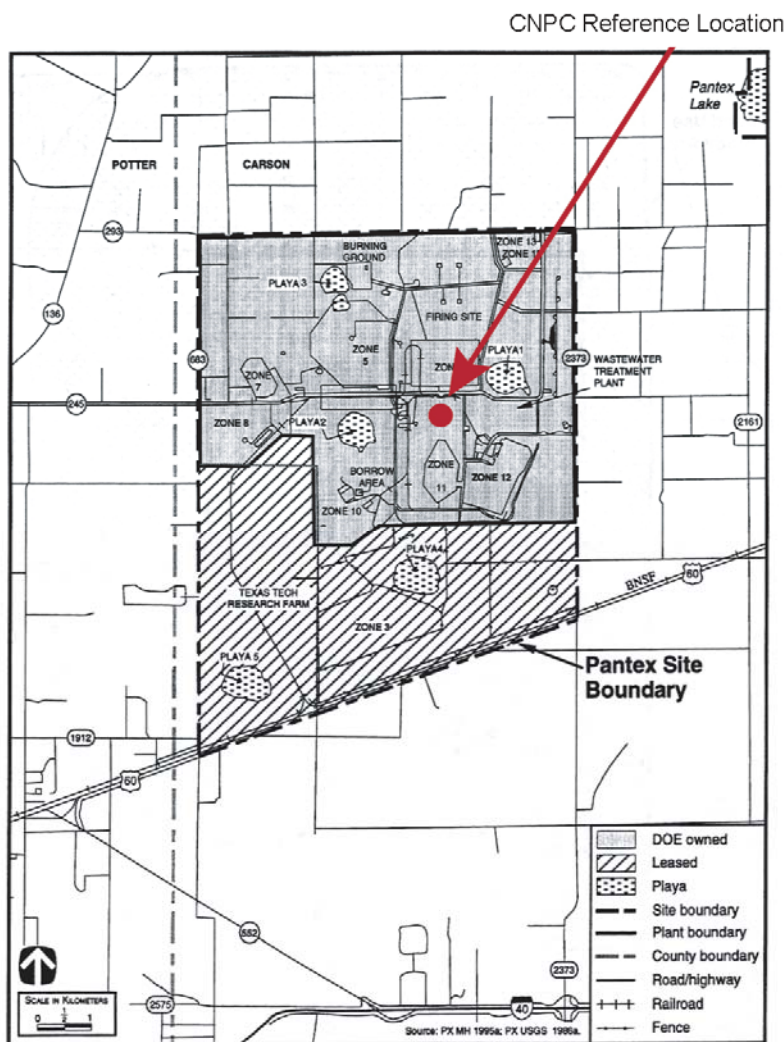 CNPC Reference Location
Pantex
Lake
POTTER
CARSON
293
BURNING
GROUND
ZONE 13
PLAYA 3
136
FIRING SITE
ZONE
5
683
ZONE
7
PLAYA1
2373
WASTEWATER
TREATMENT
PLANT
245
ZONE 8
PLAYA2
2161
ZONE
11
ZONE 12
BORROW
AREA
ZONE 10
PLAYA4
BNSF
60
TEXAS TECH
RESEARCH FARM
ZONE 3
PLAYA 5
Pantex Site
Boundary
1912
60
DOE owned
Leased
Playa
Site boundary
Plant boundary
County boundary
Road/highway
Railroad
Fence
552
2373
SCALE IN KILOMETERS
0 1/2 1
2575
40
Source: PX MH 1995a; PX USGS 1986a.